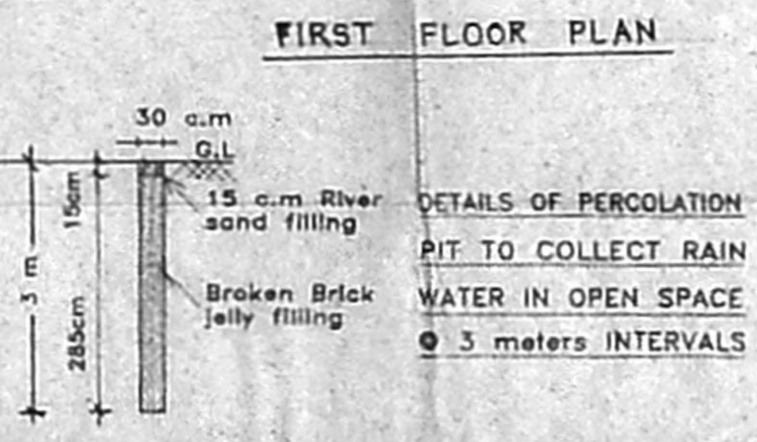 FIRST FLOOR PLAN
30 c.m
G.L
15 c.m River
sand filling
Broken Brick
jelly filling
15cm
285cm
3 m
DETAILS OF PERCOLATION
PIT TO COLLECT RAIN
WATER IN OPEN SPACE
@ 3 meters INTERVALS